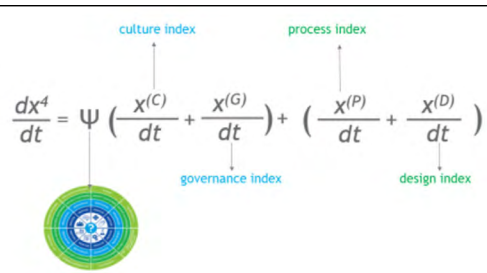 culture index process index
dx⁴/dt = Ψ ( x^(C)/dt + x^(G)/dt ) + ( x^(P)/dt + x^(D)/dt )
governance index design index
?